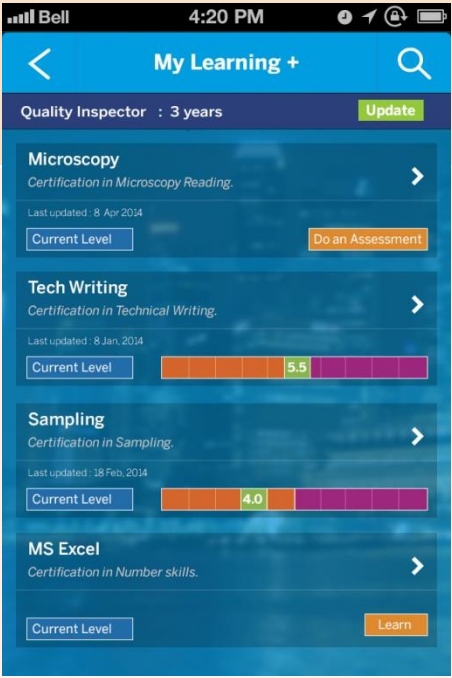 Bell 4:20 PM
My Learning +
Quality Inspector : 3 years Update
Microscopy
Certification in Microscopy Reading.
Last updated : 8 Apr 2014
Current Level Do an Assessment
Tech Writing
Certification in Technical Writing.
Last updated : 8 Jan, 2014
Current Level 5.5
Sampling
Certification in Sampling.
Last updated : 18 Feb, 2014
Current Level 4.0
MS Excel
Certification in Number skills.
Current Level Learn